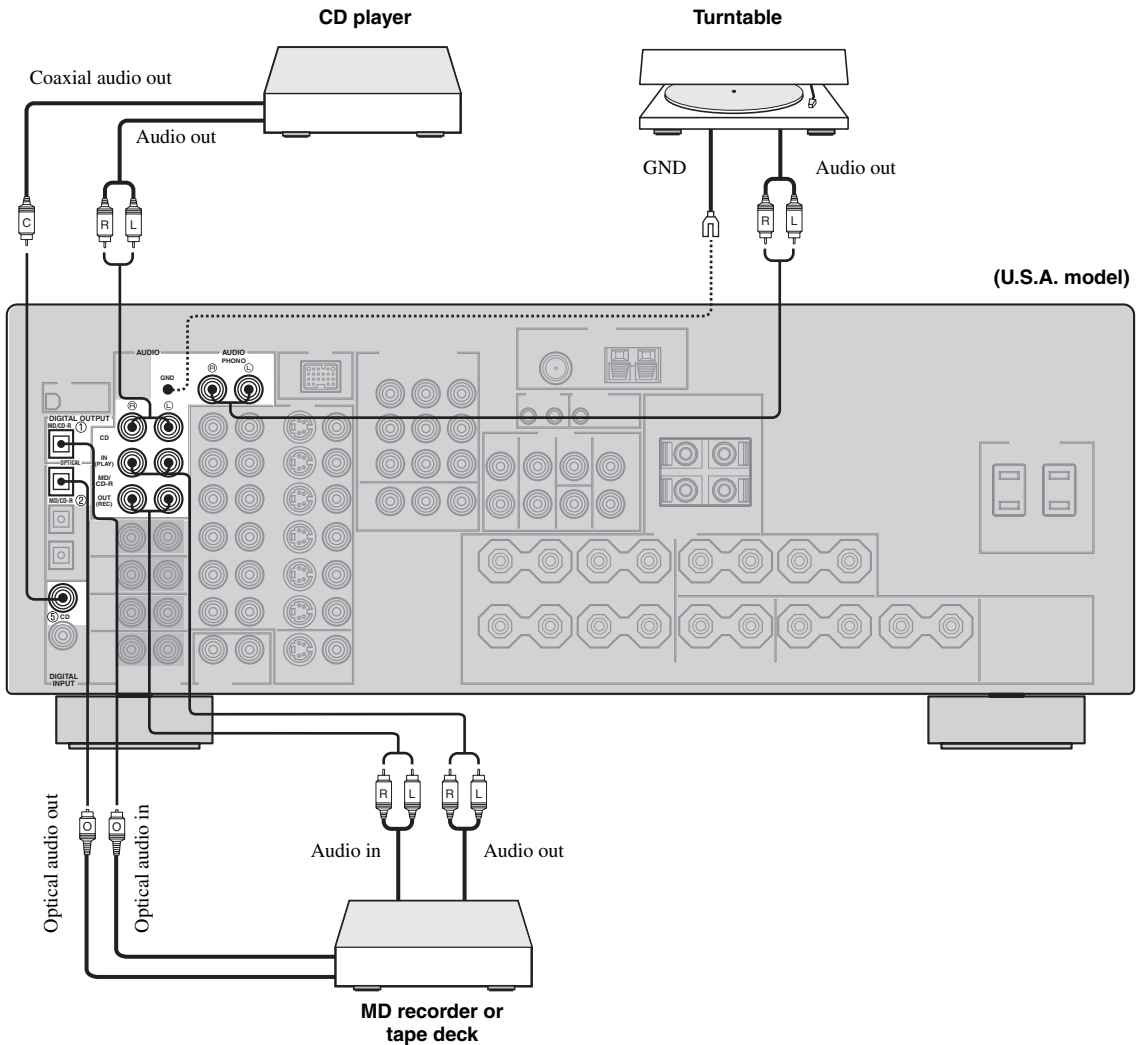 CD player
Turntable
Coaxial audio out
Audio out
GND
Audio out
C
R L
R L
(U.S.A. model)
AUDIO
AUDIO
PHONO
GND
R L
R L
DIGITAL OUTPUT
MD/CD-R ①
CD
OPTICAL
IN
(PLAY)
MD/
CD-R
MD/CD-R ②
OUT
(REC)
⑤ CD
DIGITAL
INPUT
R L
R L
O O
Optical audio out
Optical audio in
Audio in
Audio out
MD recorder or
tape deck